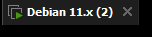 Debian 11.x (2)